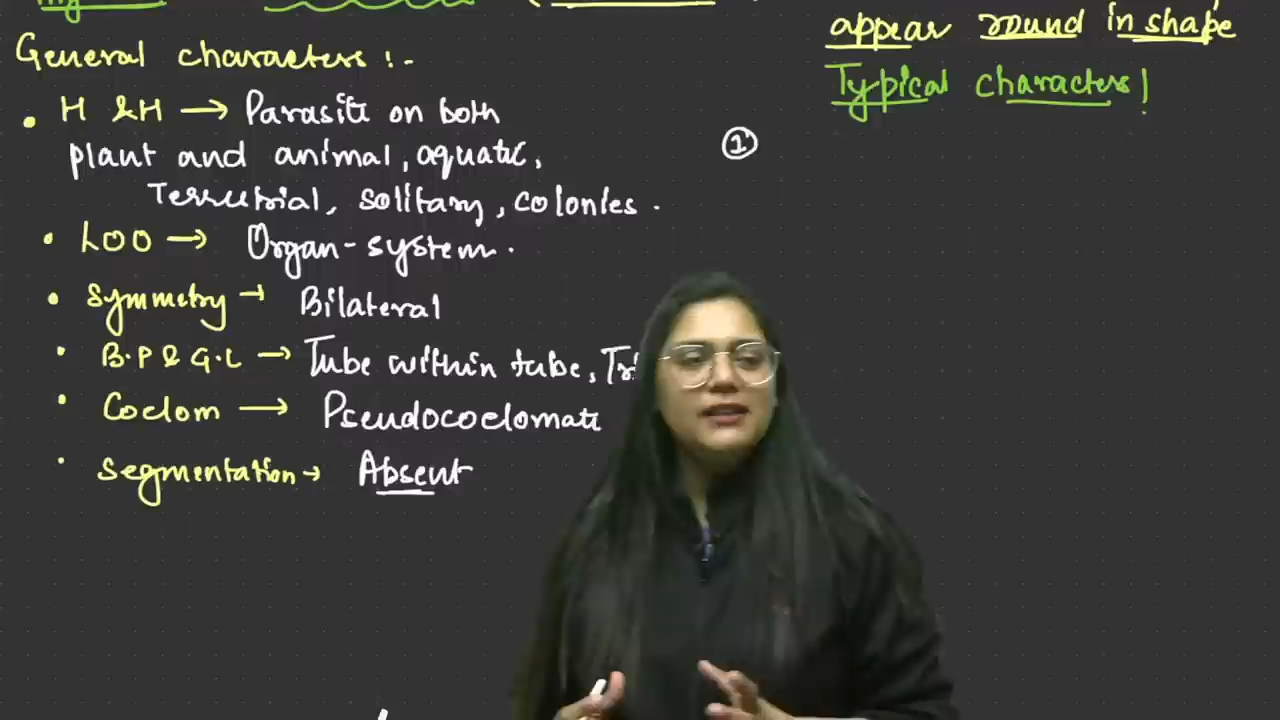 General characters :-
• H & H → Parasite on both
plant and animal, aquatic,
Terrestrial, solitary, colonies.
• LOO → Organ-system.
• Symmetry → Bilateral
• B.P & G.L → Tube within tube, Tri
• Coelom → Pseudocoelomate
• Segmentation → Absent
appear round in shape
Typical characters!
①